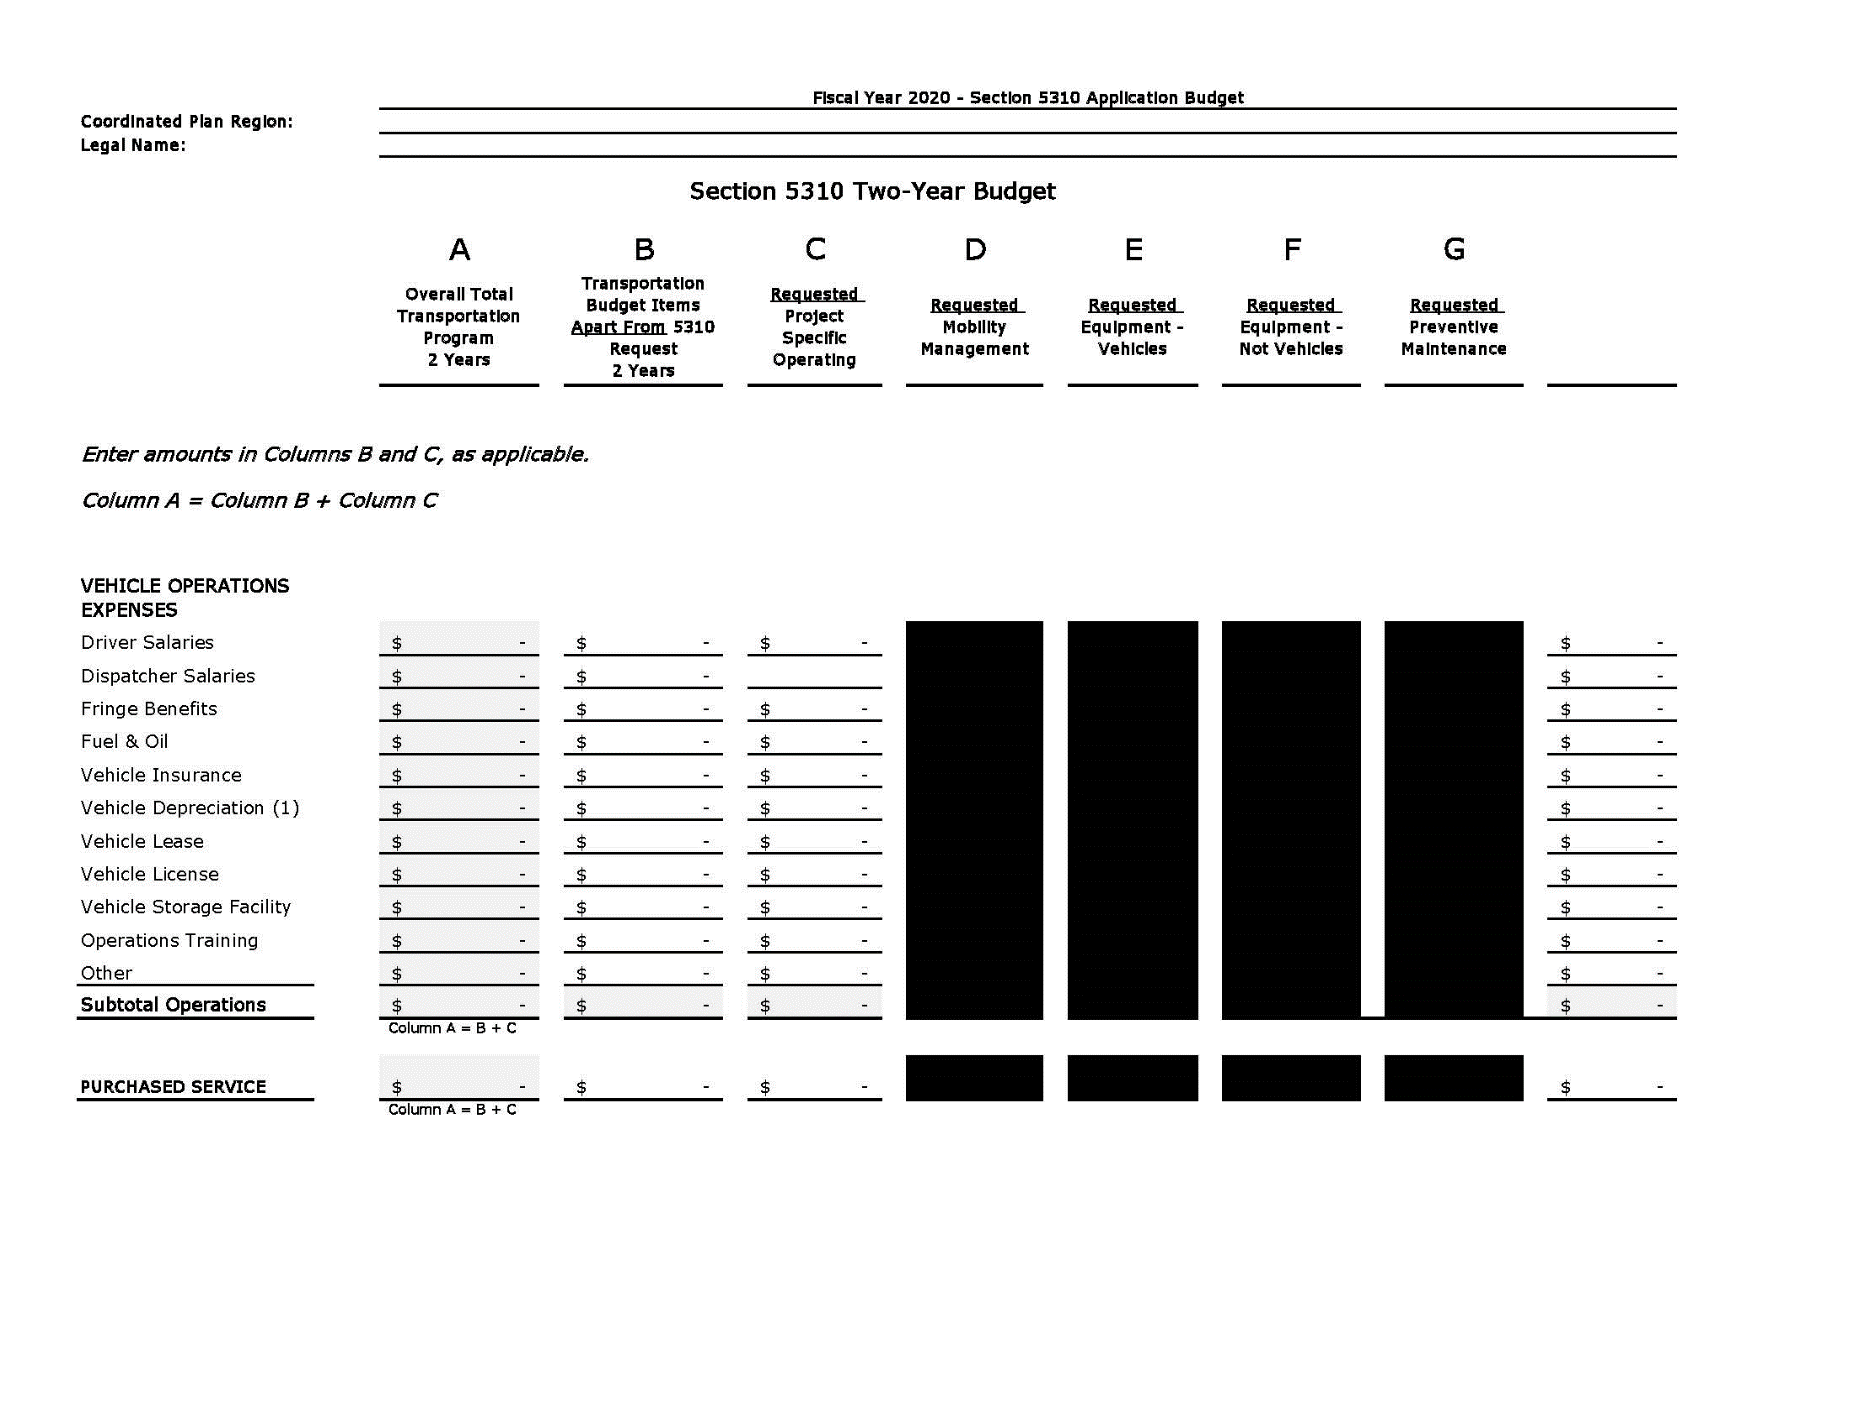 Fiscal Year 2020 - Section 5310 Application Budget
Coordinated Plan Region:
Legal Name:
Section 5310 Two-Year Budget
A B C D E F G
Overall Total
Transportation
Program
2 Years
Transportation
Budget Items
Apart From 5310
Request
2 Years
Requested
Project
Specific
Operating
Requested
Mobility
Management
Requested
Equipment -
Vehicles
Requested
Equipment -
Not Vehicles
Requested
Preventive
Maintenance
Enter amounts in Columns B and C, as applicable.
Column A = Column B + Column C
VEHICLE OPERATIONS
EXPENSES
Driver Salaries $ - $ - $ - $ -
Dispatcher Salaries $ - $ - $ -
Fringe Benefits $ - $ - $ - $ -
Fuel & Oil $ - $ - $ - $ -
Vehicle Insurance $ - $ - $ - $ -
Vehicle Depreciation (1) $ - $ - $ - $ -
Vehicle Lease $ - $ - $ - $ -
Vehicle License $ - $ - $ - $ -
Vehicle Storage Facility $ - $ - $ - $ -
Operations Training $ - $ - $ - $ -
Other $ - $ - $ - $ -
Subtotal Operations $ - $ - $ - $ -
Column A = B + C
PURCHASED SERVICE $ - $ - $ - $ -
Column A = B + C